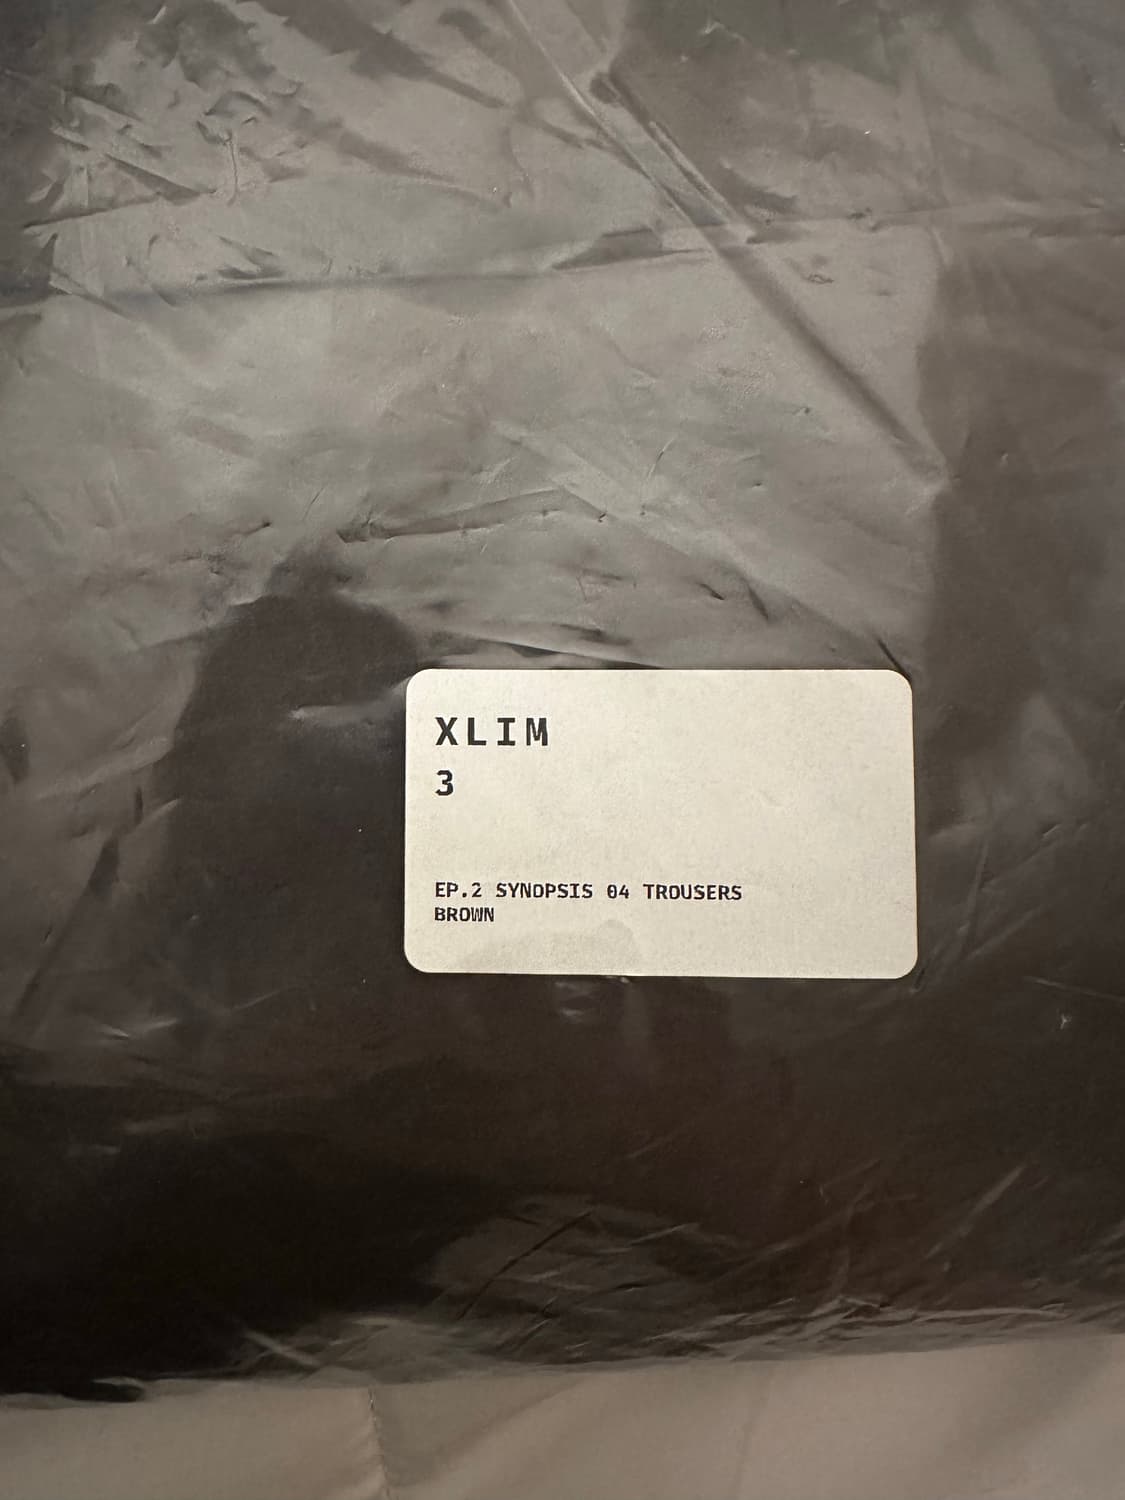 XLIM
3
EP.2 SYNOPSIS 04 TROUSERS
BROWN